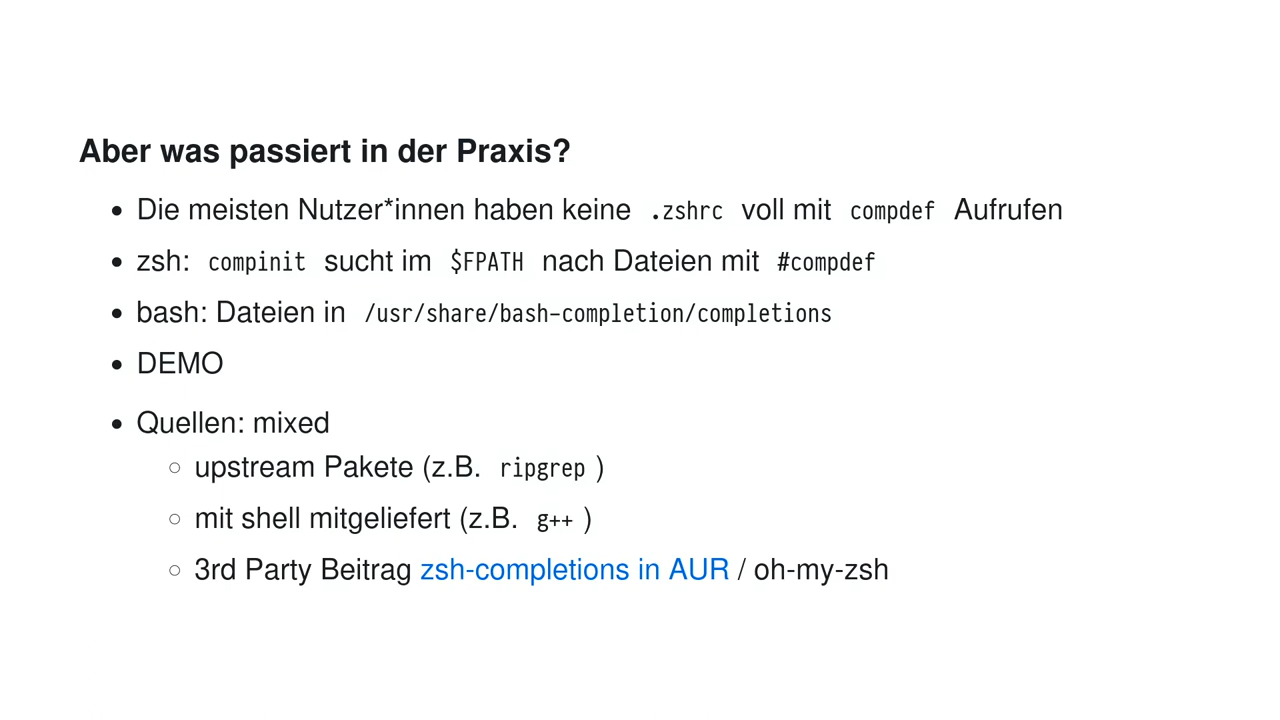 Aber was passiert in der Praxis?
• Die meisten Nutzer*innen haben keine .zshrc voll mit compdef Aufrufen
• zsh: compinit sucht im $FPATH nach Dateien mit #compdef
• bash: Dateien in /usr/share/bash-completion/completions
• DEMO
• Quellen: mixed
○ upstream Pakete (z.B. ripgrep )
○ mit shell mitgeliefert (z.B. g++ )
○ 3rd Party Beitrag zsh-completions in AUR / oh-my-zsh